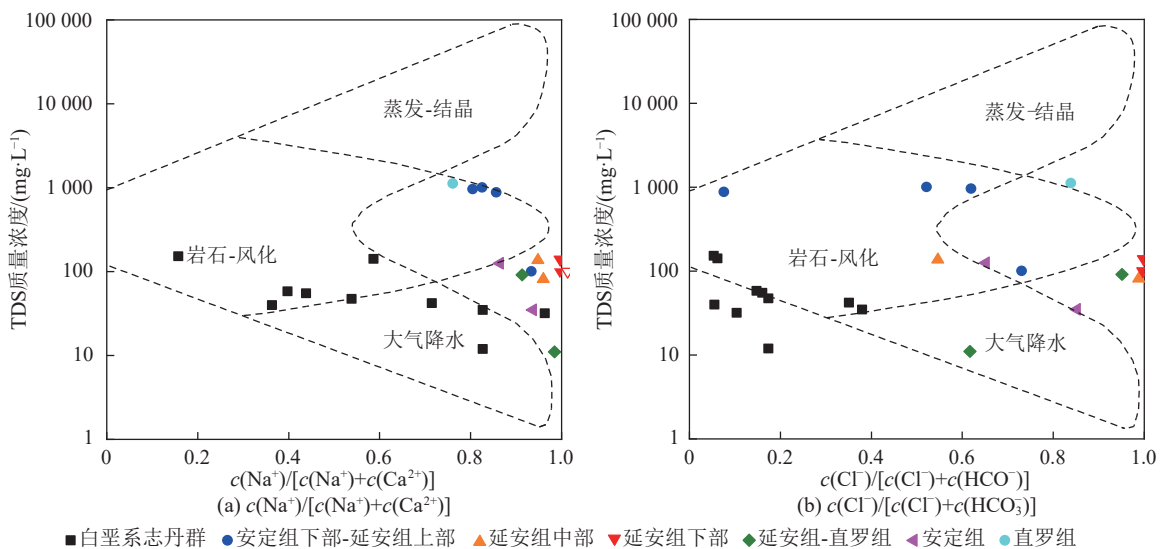 100 000
10 000
1 000
100
10
1
TDS质量浓度/(mg·L⁻¹)
蒸发-结晶
岩石-风化
大气降水
0 0.2 0.4 0.6 0.8 1.0
c(Na⁺)/[c(Na⁺)+c(Ca²⁺)]
(a) c(Na⁺)/[c(Na⁺)+c(Ca²⁺)]
100 000
10 000
1 000
100
10
1
TDS质量浓度/(mg·L⁻¹)
蒸发-结晶
岩石-风化
大气降水
0 0.2 0.4 0.6 0.8 1.0
c(Cl⁻)/[c(Cl⁻)+c(HCO⁻)]
(b) c(Cl⁻)/[c(Cl⁻)+c(HCO₃⁻)]
白垩系志丹群 安定组下部-延安组上部 延安组中部 延安组下部 延安组-直罗组 安定组 直罗组